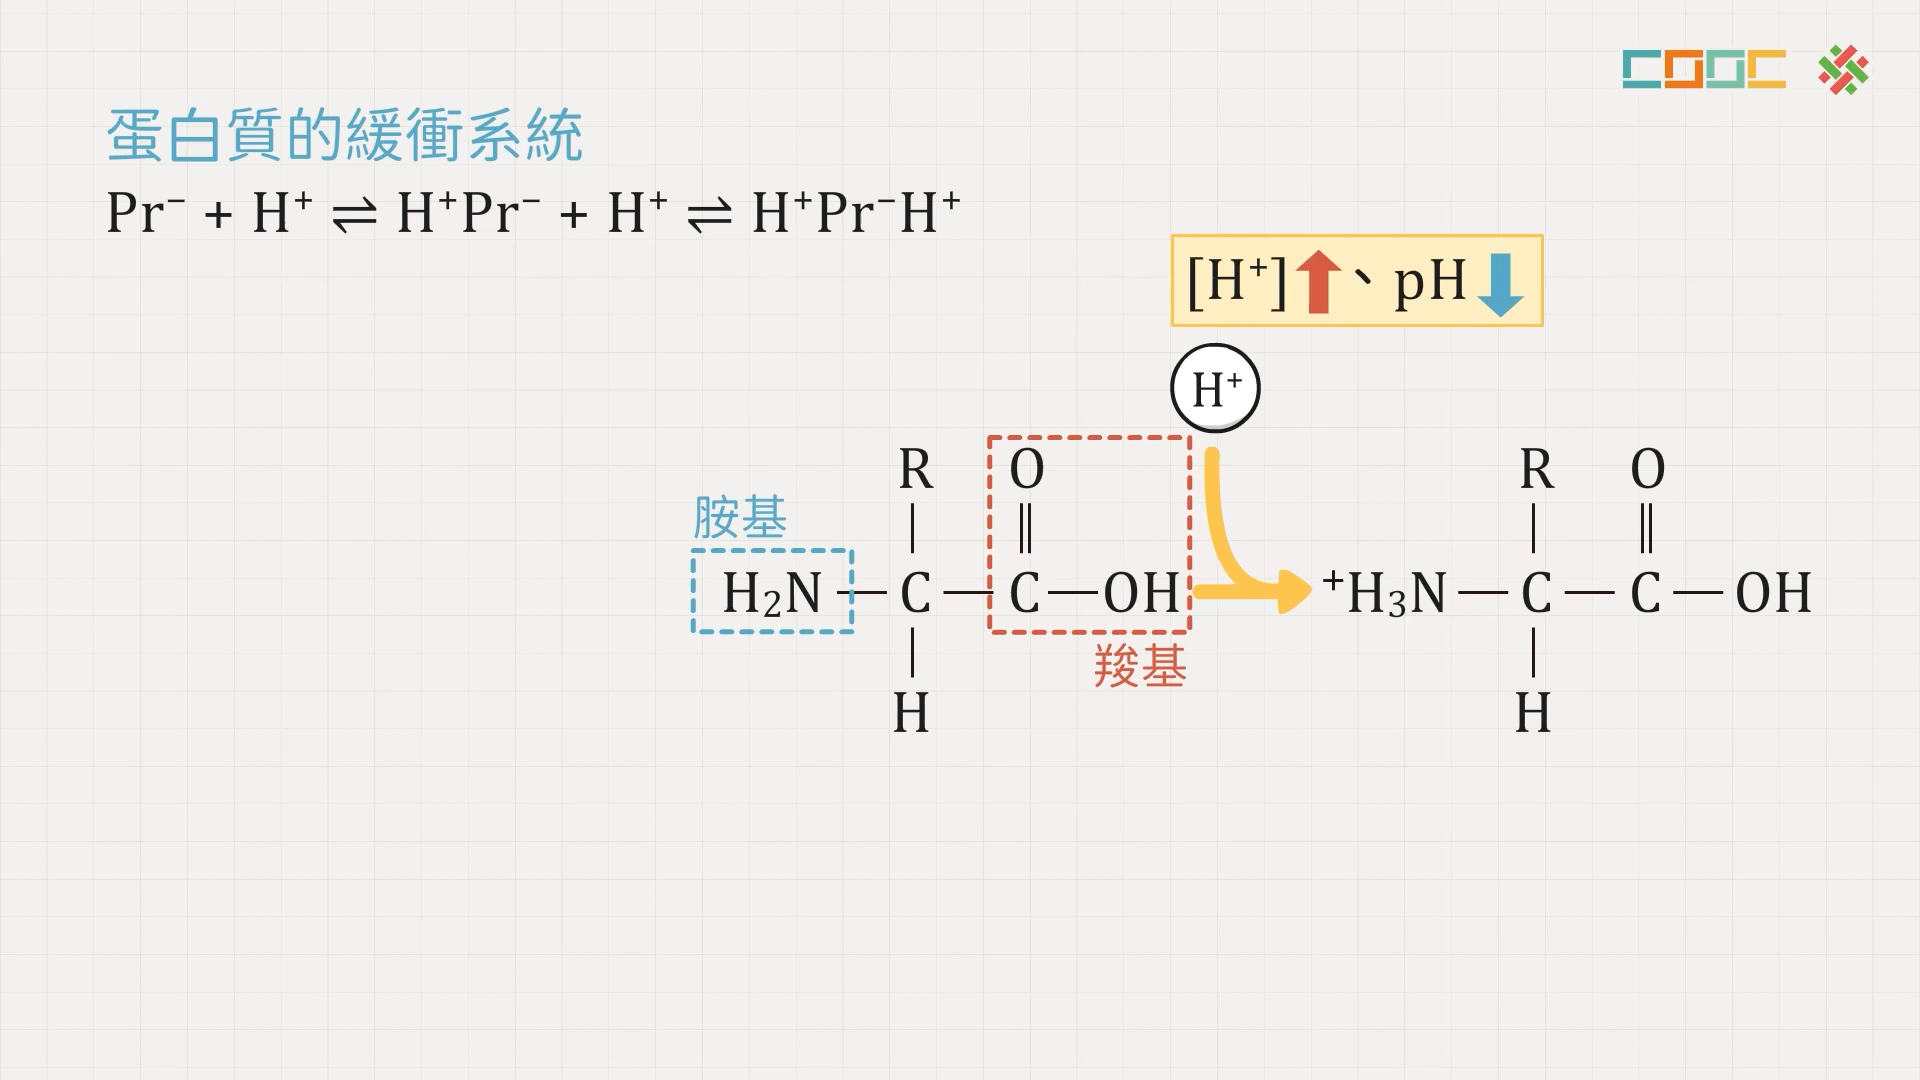 COOC
蛋白質的緩衝系統
Pr⁻ + H⁺ ⇌ H⁺Pr⁻ + H⁺ ⇌ H⁺Pr⁻H⁺
[H⁺]⬆、pH⬇
H⁺
R O R O
胺基
H₂N—C—C—OH ⁺H₃N—C—C—OH
羧基
H H